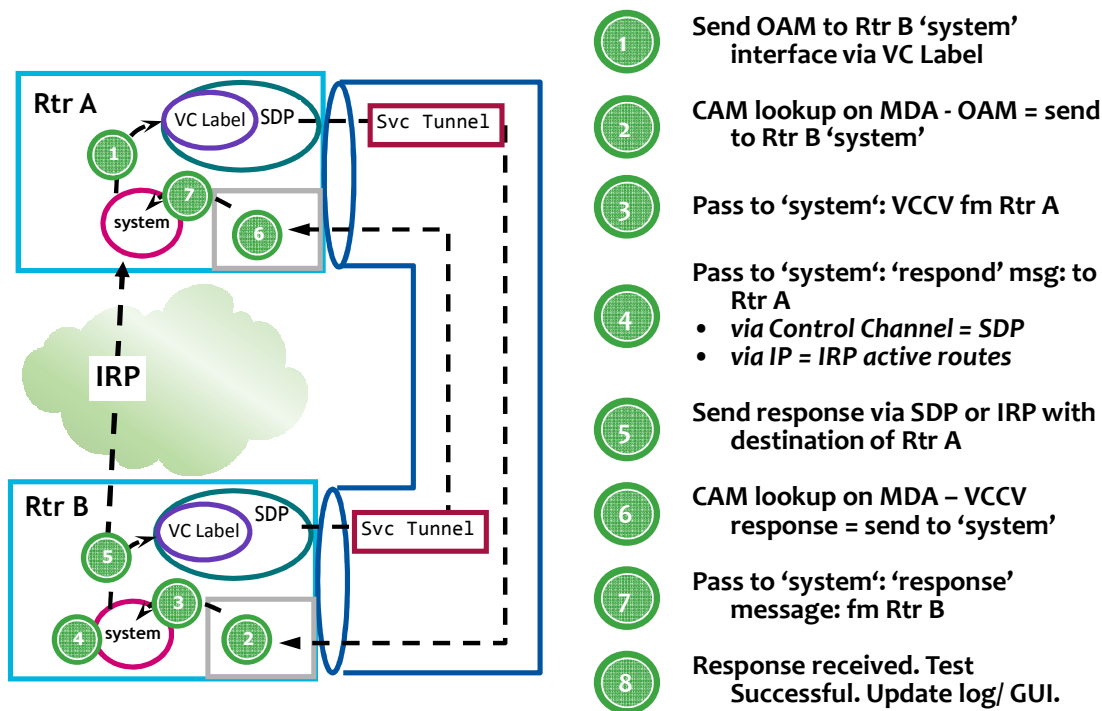 Rtr A
VC Label
SDP
Svc Tunnel
1
7
system
6
IRP
Rtr B
VC Label
SDP
Svc Tunnel
5
3
4
system
2
1
Send OAM to Rtr B ‘system’
interface via VC Label
2
CAM lookup on MDA - OAM = send
to Rtr B ‘system’
3
Pass to ‘system‘: VCCV fm Rtr A
4
Pass to ‘system‘: ‘respond’ msg: to
Rtr A
• via Control Channel = SDP
• via IP = IRP active routes
5
Send response via SDP or IRP with
destination of Rtr A
6
CAM lookup on MDA – VCCV
response = send to ‘system’
7
Pass to ‘system‘: ‘response’
message: fm Rtr B
8
Response received. Test
Successful. Update log/ GUI.